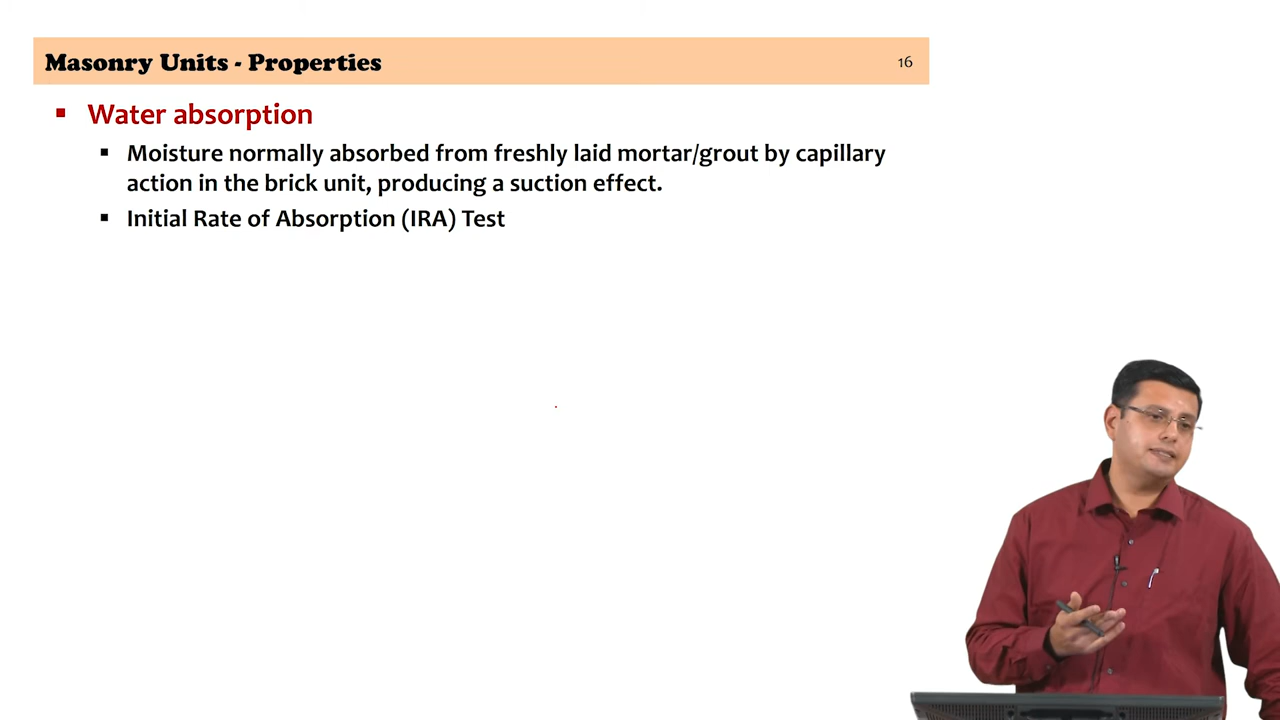 Masonry Units - Properties
16
Water absorption
Moisture normally absorbed from freshly laid mortar/grout by capillary
action in the brick unit, producing a suction effect.
Initial Rate of Absorption (IRA) Test